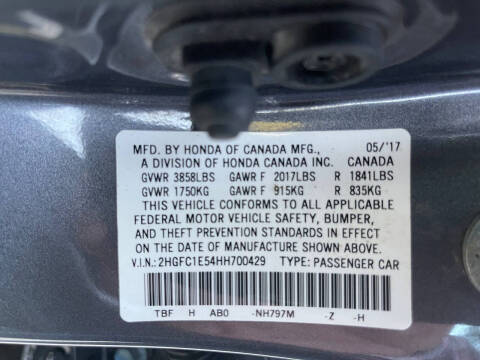 MFD. BY HONDA OF CANADA MFG., 05/'17
A DIVISION OF HONDA CANADA INC. CANADA
GVWR 3858LBS GAWR F 2017LBS R 1841LBS
GVWR 1750KG GAWR F 915KG R 835KG
THIS VEHICLE CONFORMS TO ALL APPLICABLE
FEDERAL MOTOR VEHICLE SAFETY, BUMPER,
AND THEFT PREVENTION STANDARDS IN EFFECT
ON THE DATE OF MANUFACTURE SHOWN ABOVE.
V.I.N.: 2HGFC1E54HH700429 TYPE: PASSENGER CAR
TBF H AB0 -NH797M -Z -H